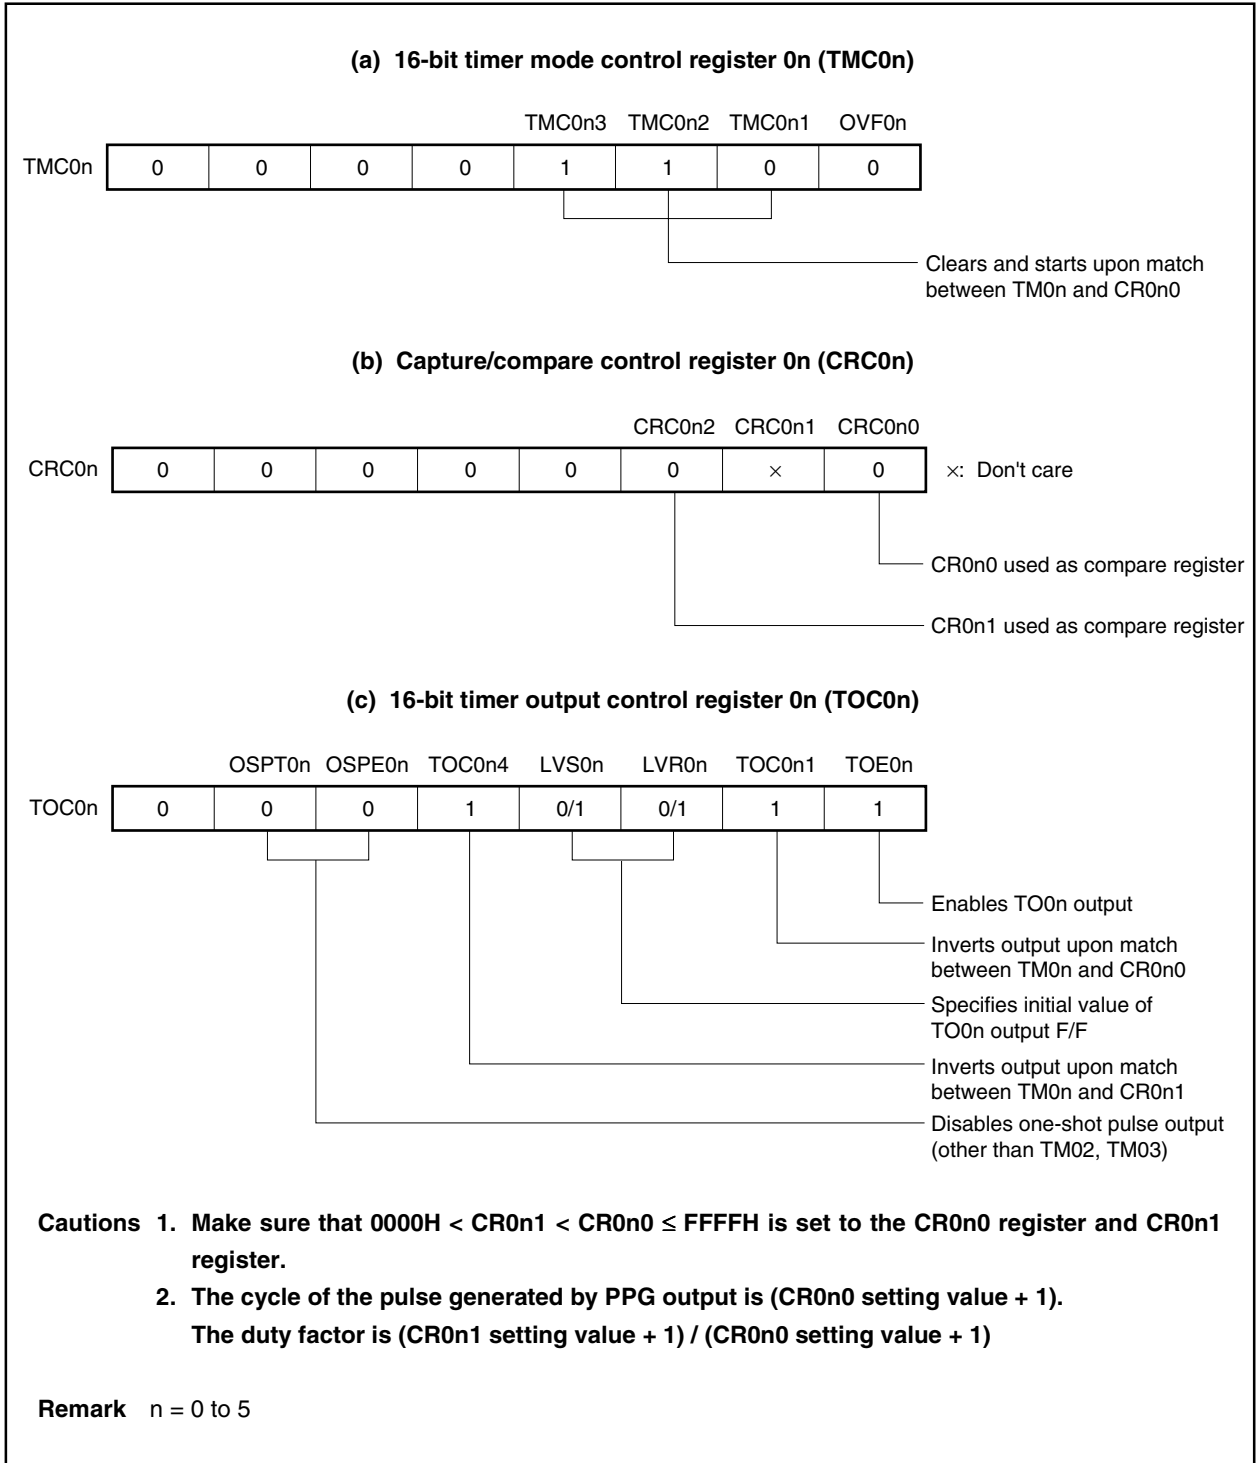 (a) 16-bit timer mode control register 0n (TMC0n)
TMC0n3 TMC0n2 TMC0n1 OVF0n
TMC0n 0 0 0 0 1 1 0 0
Clears and starts upon match
between TM0n and CR0n0
(b) Capture/compare control register 0n (CRC0n)
CRC0n2 CRC0n1 CRC0n0
CRC0n 0 0 0 0 0 0 × 0 ×: Don't care
CR0n0 used as compare register
CR0n1 used as compare register
(c) 16-bit timer output control register 0n (TOC0n)
OSPT0n OSPE0n TOC0n4 LVS0n LVR0n TOC0n1 TOE0n
TOC0n 0 0 0 1 0/1 0/1 1 1
Enables TO0n output
Inverts output upon match
between TM0n and CR0n0
Specifies initial value of
TO0n output F/F
Inverts output upon match
between TM0n and CR0n1
Disables one-shot pulse output
(other than TM02, TM03)
Cautions 1. Make sure that 0000H < CR0n1 < CR0n0 ≤ FFFFH is set to the CR0n0 register and CR0n1
register.
2. The cycle of the pulse generated by PPG output is (CR0n0 setting value + 1).
The duty factor is (CR0n1 setting value + 1) / (CR0n0 setting value + 1)
Remark n = 0 to 5